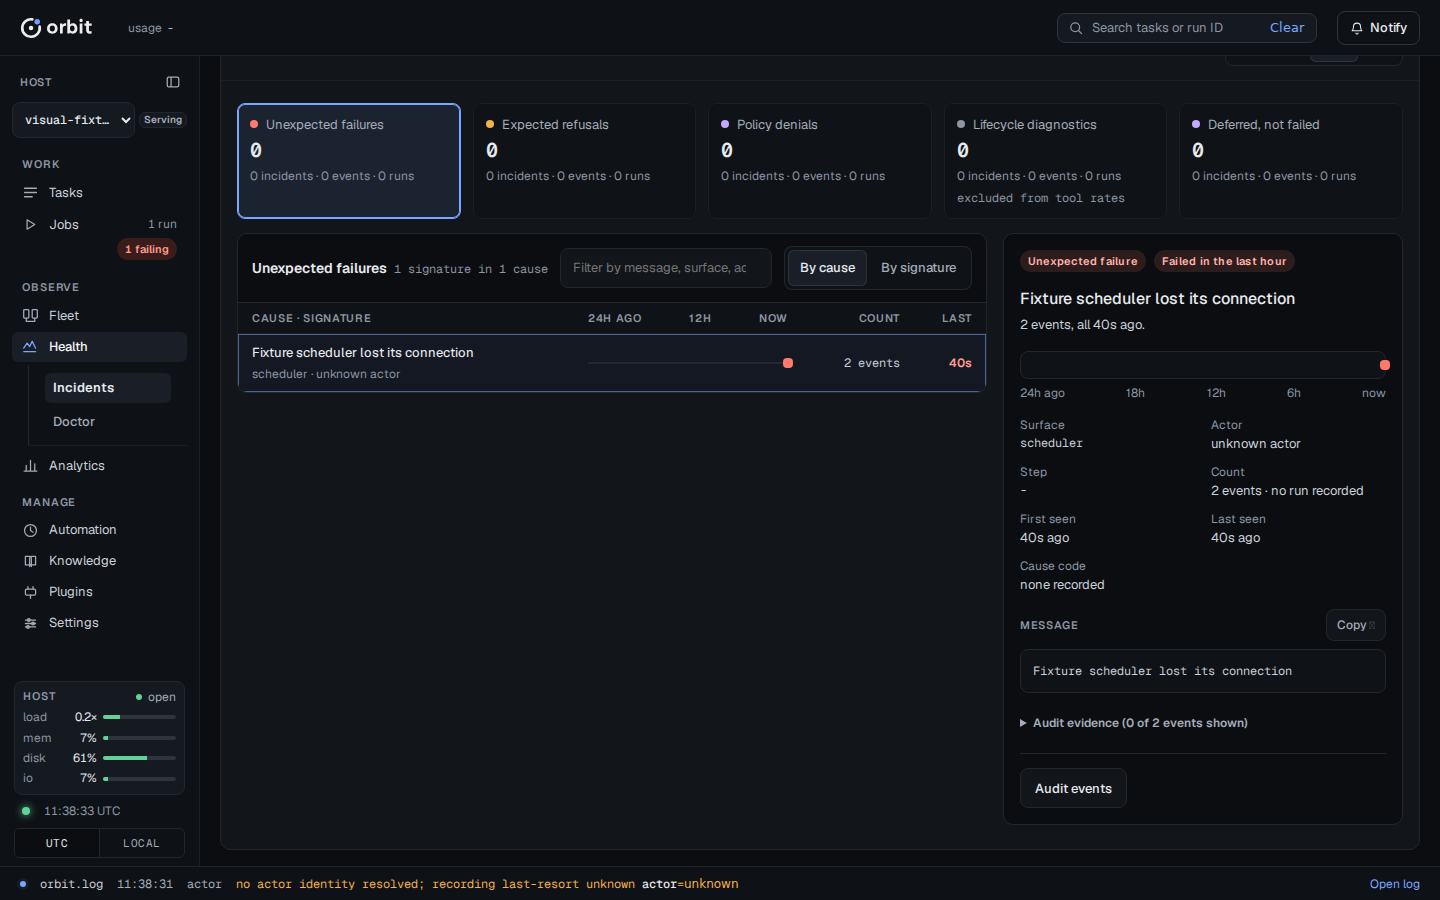 orbit
usage -
Search tasks or run ID
Clear
Notify
HOST
visual-fixt…
Serving
WORK
Tasks
Jobs
1 run
1 failing
OBSERVE
Fleet
Health
Incidents
Doctor
Analytics
MANAGE
Automation
Knowledge
Plugins
Settings
HOST
open
load 0.2×
mem 7%
disk 61%
io 7%
11:38:33 UTC
UTC
LOCAL
Unexpected failures
0
0 incidents · 0 events · 0 runs
Expected refusals
0
0 incidents · 0 events · 0 runs
Policy denials
0
0 incidents · 0 events · 0 runs
Lifecycle diagnostics
0
0 incidents · 0 events · 0 runs
excluded from tool rates
Deferred, not failed
0
0 incidents · 0 events · 0 runs
Unexpected failures 1 signature in 1 cause
Filter by message, surface, ac
By cause
By signature
CAUSE · SIGNATURE
24H AGO
12H
NOW
COUNT
LAST
Fixture scheduler lost its connection
scheduler · unknown actor
2 events
40s
Unexpected failure
Failed in the last hour
Fixture scheduler lost its connection
2 events, all 40s ago.
24h ago
18h
12h
6h
now
Surface
scheduler
Actor
unknown actor
Step
-
Count
2 events · no run recorded
First seen
40s ago
Last seen
40s ago
Cause code
none recorded
MESSAGE
Copy
Fixture scheduler lost its connection
Audit evidence (0 of 2 events shown)
Audit events
orbit.log 11:38:31 actor no actor identity resolved; recording last-resort unknown actor=unknown
Open log